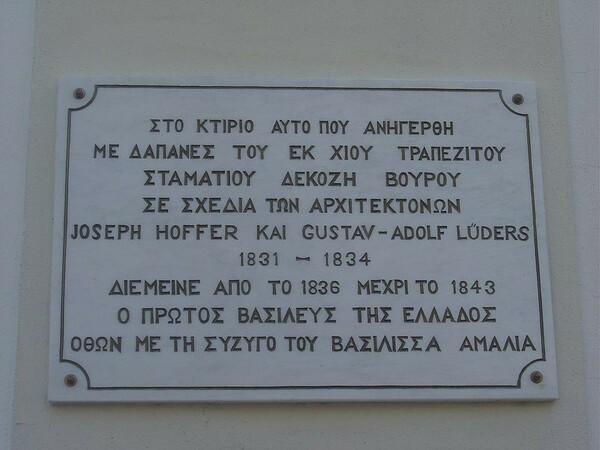 ΣΤΟ ΚΤΙΡΙΟ ΑΥΤΟ ΠΟΥ ΑΝΗΓΕΡΘΗ
ΜΕ ΔΑΠΑΝΕΣ ΤΟΥ ΕΚ ΧΙΟΥ ΤΡΑΠΕΖΙΤΟΥ
ΣΤΑΜΑΤΙΟΥ ΔΕΚΟΖΗ ΒΟΥΡΟΥ
ΣΕ ΣΧΕΔΙΑ ΤΩΝ ΑΡΧΙΤΕΚΤΟΝΩΝ
JOSEPH HOFFER ΚΑΙ GUSTAV-ADOLF LÜDERS
1831 - 1834
ΔΙΕΜΕΙΝΕ ΑΠΟ ΤΟ 1836 ΜΕΧΡΙ ΤΟ 1843
Ο ΠΡΩΤΟΣ ΒΑΣΙΛΕΥΣ ΤΗΣ ΕΛΛΑΔΟΣ
ΟΘΩΝ ΜΕ ΤΗ ΣΥΖΥΓΟ ΤΟΥ ΒΑΣΙΛΙΣΣΑ ΑΜΑΛΙΑ